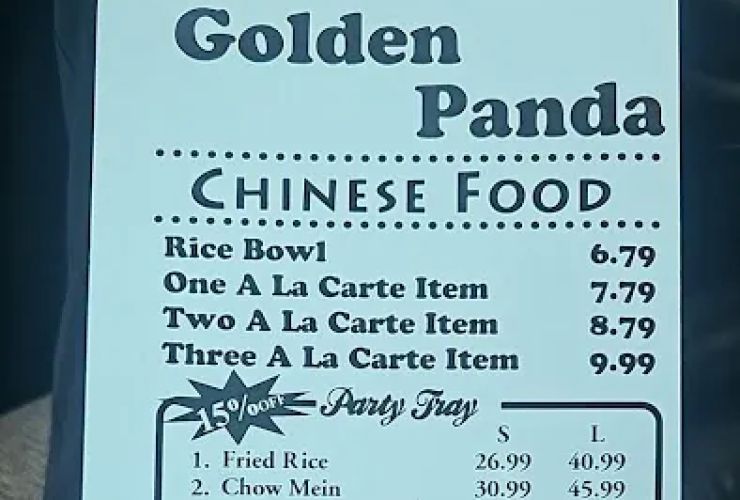 Golden
Panda
CHINESE FOOD
Rice Bowl 6.79
One A La Carte Item 7.79
Two A La Carte Item 8.79
Three A La Carte Item 9.99
15% OFF Party Tray
S L
1. Fried Rice 26.99 40.99
2. Chow Mein 30.99 45.99